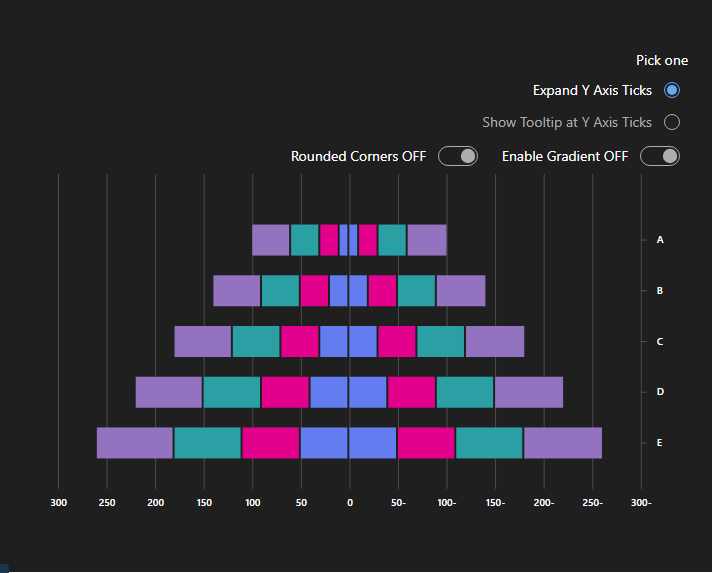 Pick one
Expand Y Axis Ticks
Show Tooltip at Y Axis Ticks
Rounded Corners OFF Enable Gradient OFF
A
B
C
D
E
300 250 200 150 100 50 0 50- 100- 150- 200- 250- 300-